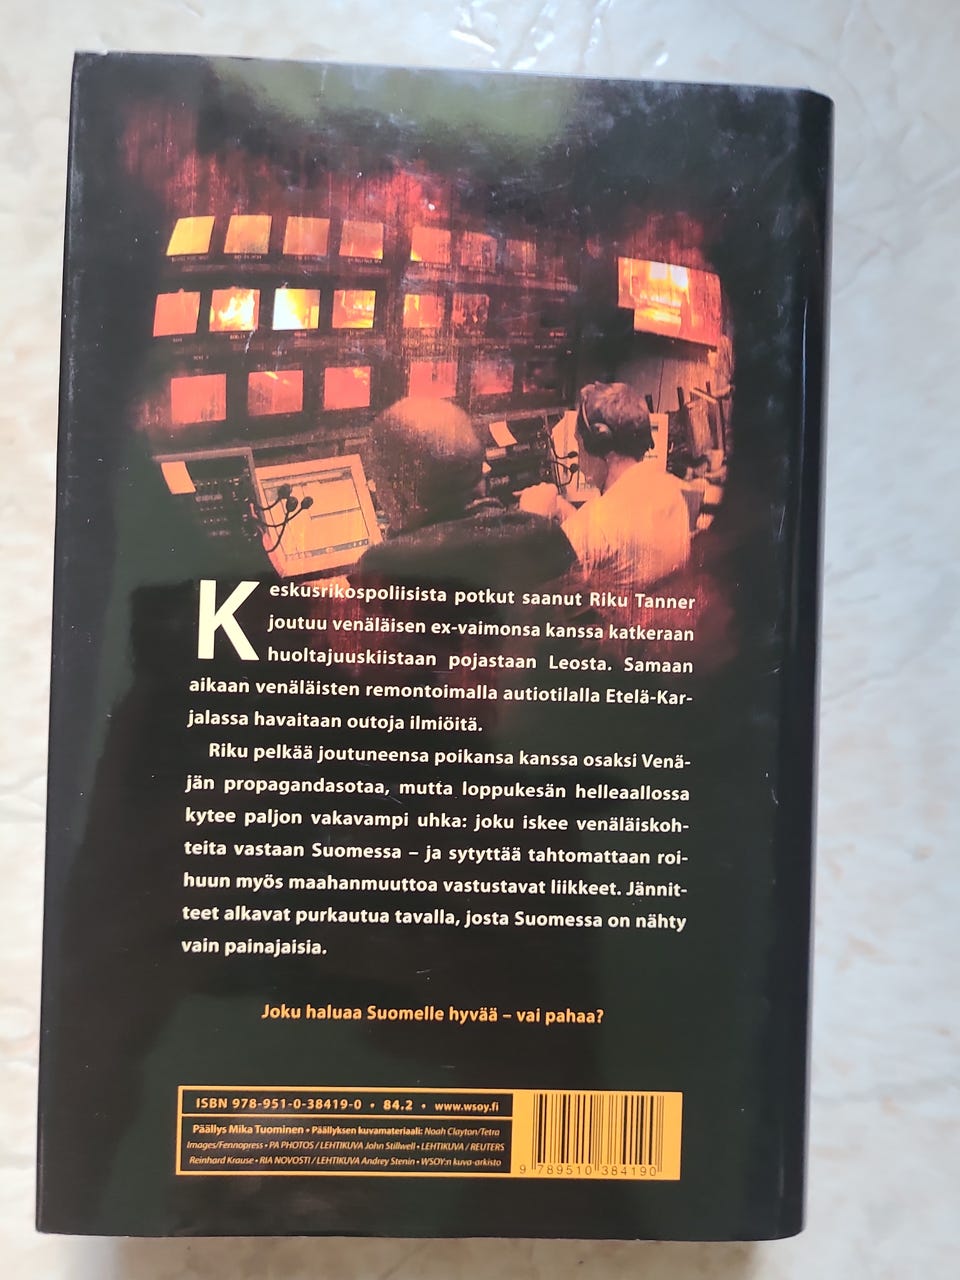 Keskusrikospoliisista potkut saanut Riku Tanner
joutuu venäläisen ex-vaimonsa kanssa katkeraan
huoltajuuskiistaan pojastaan Leosta. Samaan
aikaan venäläisten remontoimalla autiotilalla Etelä-Kar-
jalassa havaitaan outoja ilmiöitä.
Riku pelkää joutuneensa poikansa kanssa osaksi Venä-
jän propagandasotaa, mutta loppukesän helleaallossa
kytee paljon vakavampi uhka: joku iskee venäläiskoh-
teita vastaan Suomessa – ja sytyttää tahtomattaan roi-
huun myös maahanmuuttoa vastustavat liikkeet. Jännit-
teet alkavat purkautua tavalla, josta Suomessa on nähty
vain painajaisia.
Joku haluaa Suomelle hyvää – vai pahaa?
ISBN 978-951-0-38419-0 • 84.2 • www.wsoy.fi
Päällys Mika Tuominen • Päällyksen kuvamateriaali: Noah Clayton/Tetra
Images/Fennopress • PA PHOTOS / LEHTIKUVA John Stillwell • LEHTIKUVA / REUTERS
Reinhard Krause • RIA NOVOSTI / LEHTIKUVA Andrey Stenin • WSOY:n kuva-arkisto
9 789510 384190